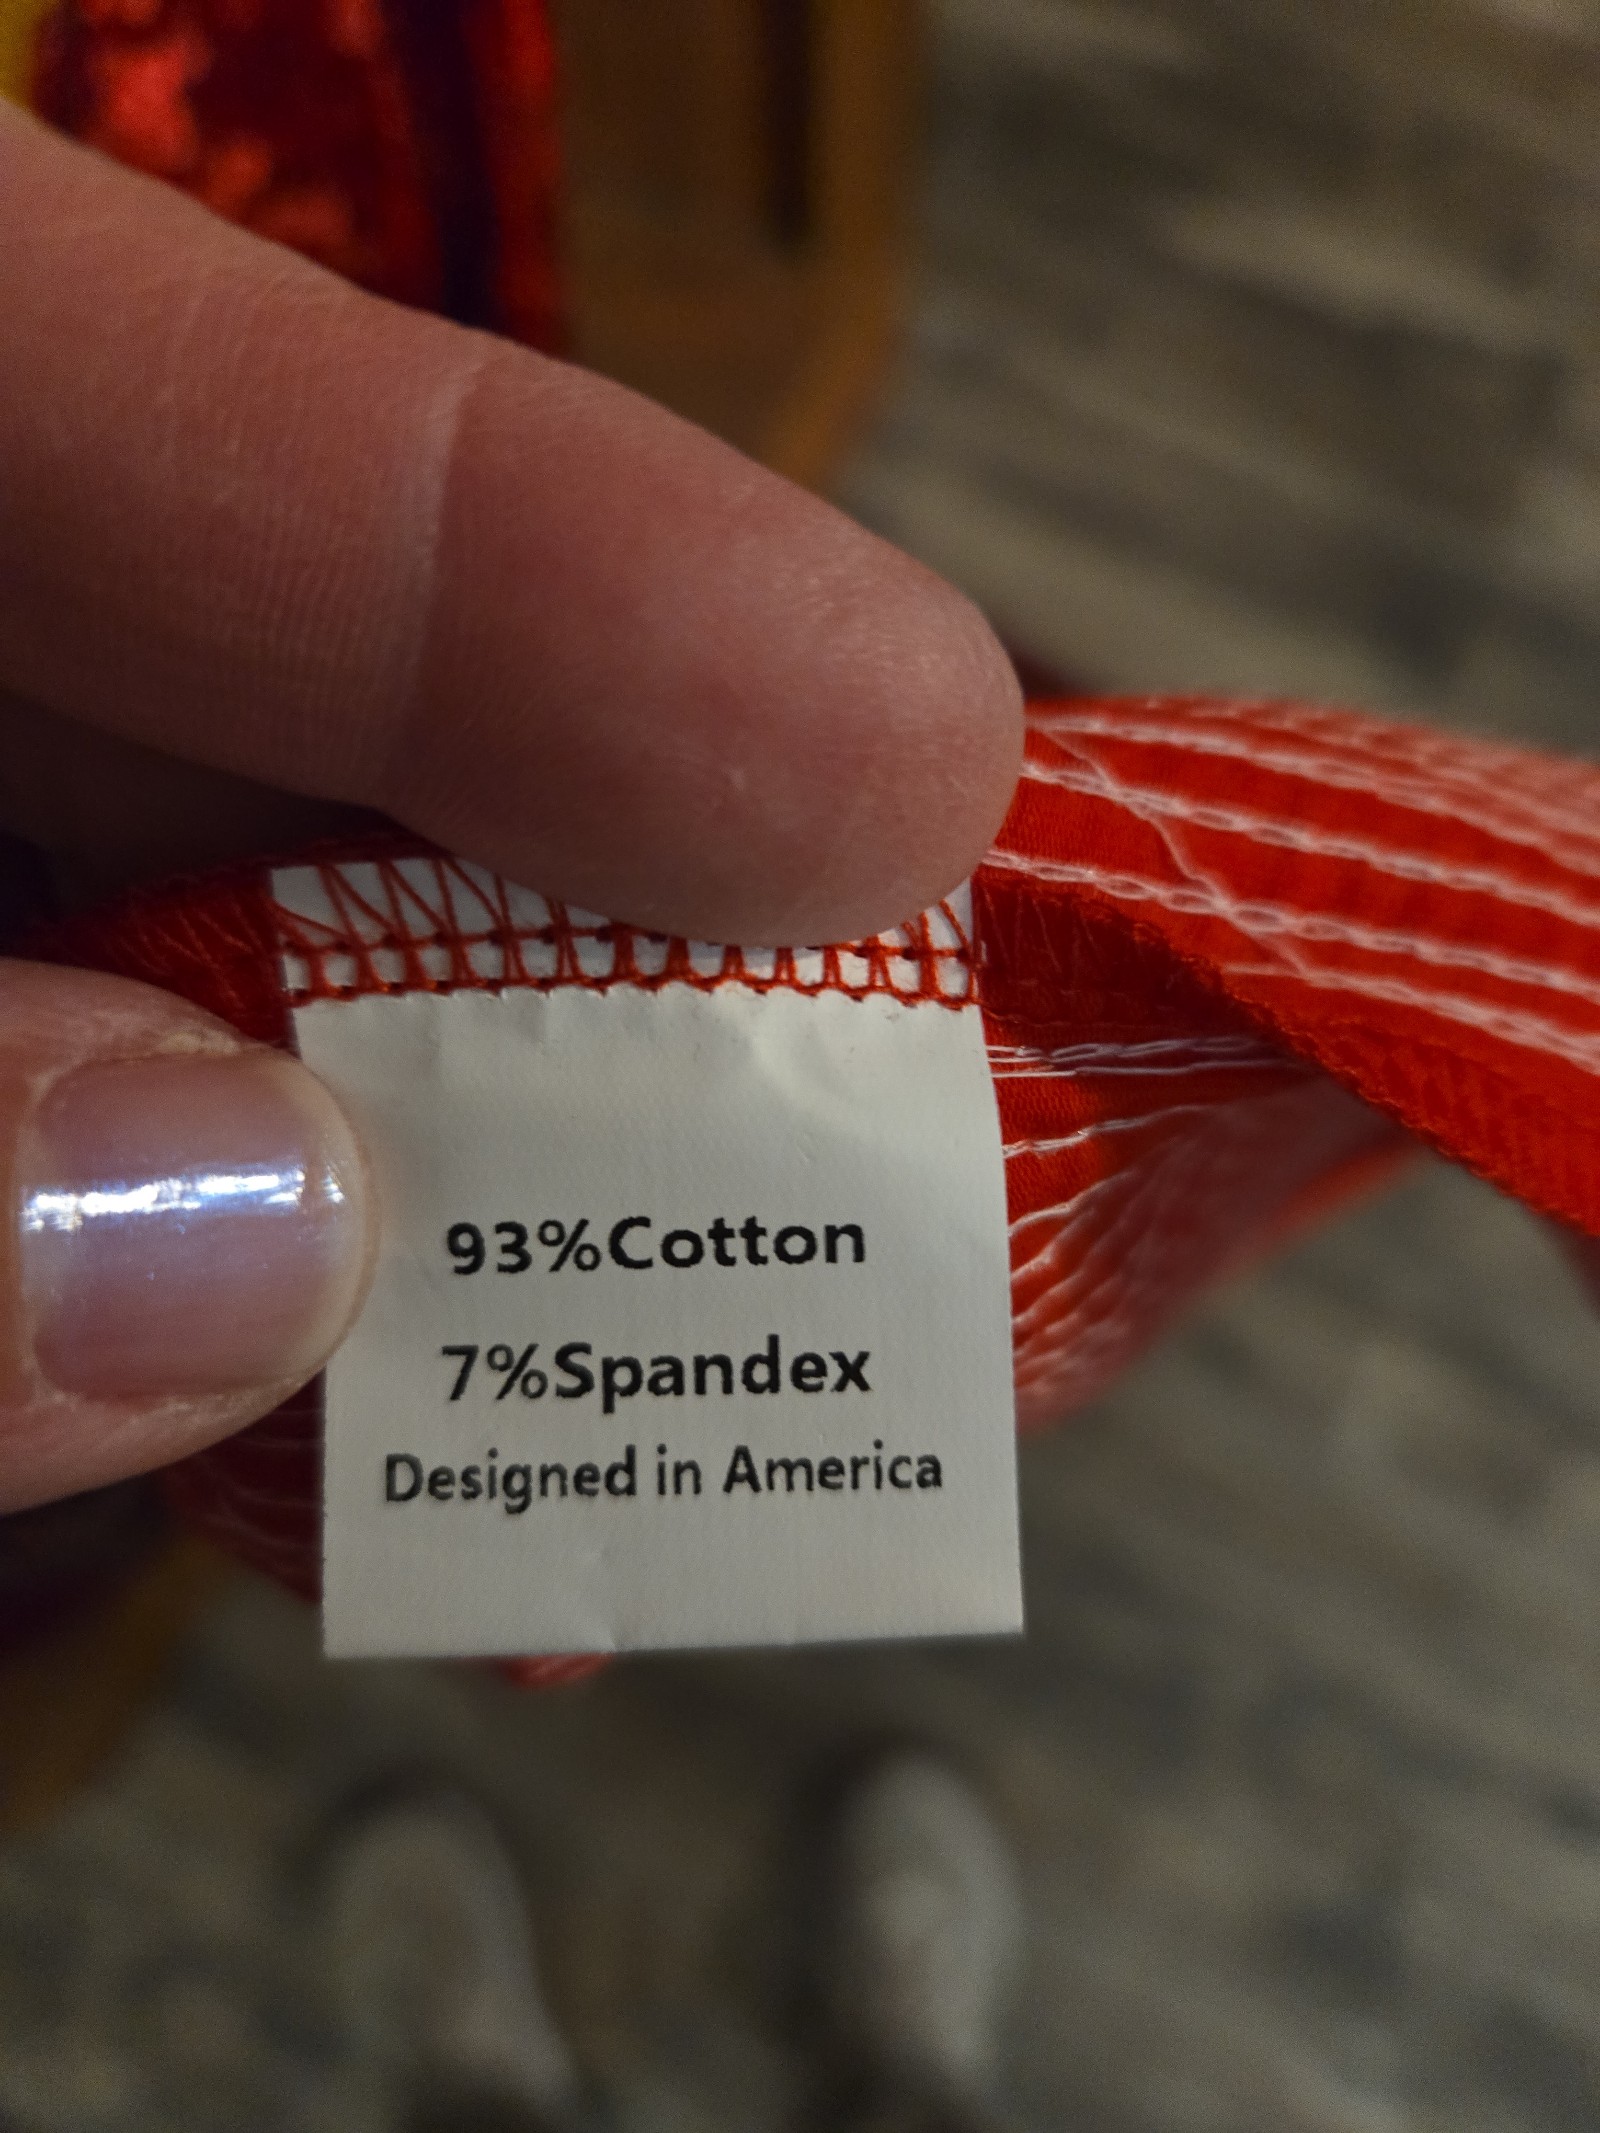 93%Cotton
7%Spandex
Designed in America